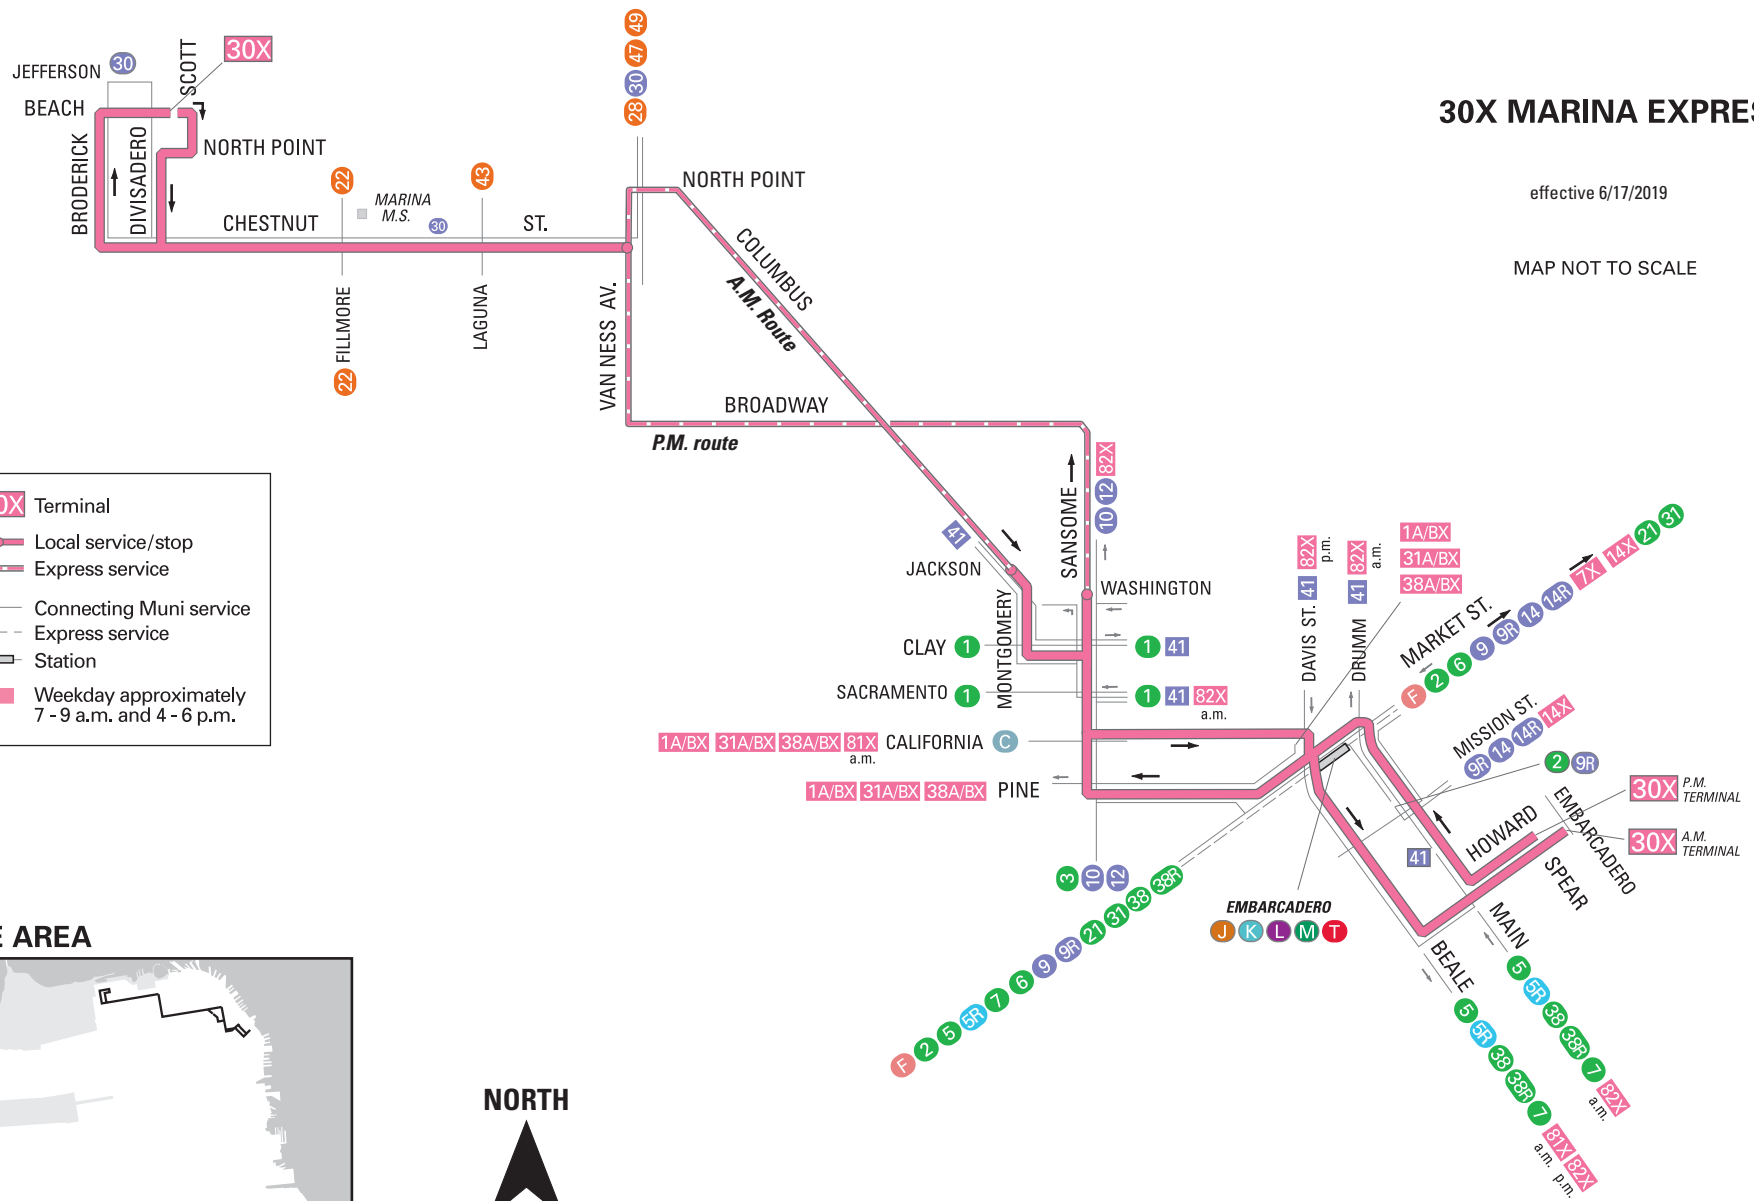 30X MARINA EXPRES
effective 6/17/2019
MAP NOT TO SCALE
JEFFERSON
30
SCOTT
30X
BEACH
BRODERICK
DIVISADERO
NORTH POINT
CHESTNUT
ST.
22
22
FILLMORE
MARINA
M.S.
30
43
LAGUNA
28 30 47 49
VAN NESS AV.
NORTH POINT
COLUMBUS
A.M. Route
BROADWAY
P.M. route
SANSOME
10 12 82X
41
JACKSON
WASHINGTON
MONTGOMERY
CLAY 1
1 41
SACRAMENTO 1
1 41 82X
a.m.
1A/BX 31A/BX 38A/BX 81X CALIFORNIA C
a.m.
1A/BX 31A/BX 38A/BX PINE
3 10 12
DAVIS ST. 41 82X
p.m.
DRUMM 41 82X
a.m.
1A/BX
31A/BX
38A/BX
MARKET ST.
F 2 6 9 9R 14 14R 7X 14X 21 31
MISSION ST.
9R 14 14R 14X
2 9R
30X P.M.
TERMINAL
30X A.M.
TERMINAL
EMBARCADERO
HOWARD
SPEAR
41
MAIN
5 5R 38 38R 7 82X
a.m.
BEALE
5 5R 38 38R 7 81X 82X
a.m. p.m.
EMBARCADERO
J K L M T
F 2 5 5R 7 6 9 9R 21 31 38 38R
0X Terminal
Local service/stop
Express service
Connecting Muni service
Express service
Station
Weekday approximately
7 - 9 a.m. and 4 - 6 p.m.
E AREA
NORTH